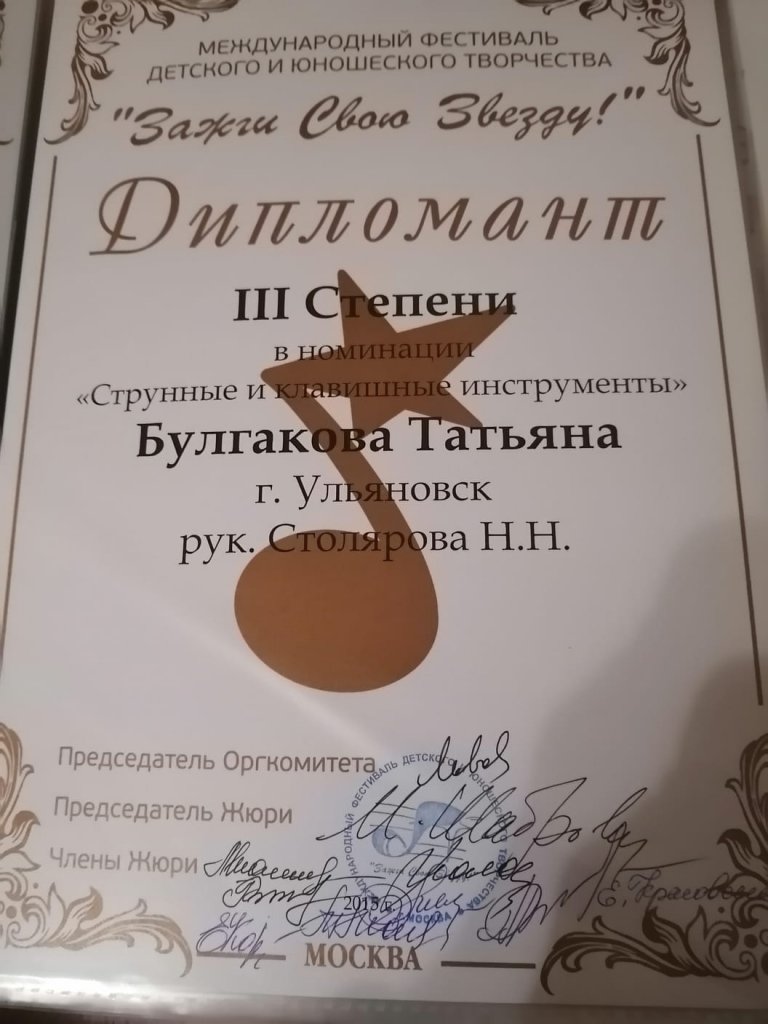 МЕЖДУНАРОДНЫЙ ФЕСТИВАЛЬ
ДЕТСКОГО И ЮНОШЕСКОГО ТВОРЧЕСТВА
"Зажги Свою Звезду!"
Дипломант
III Степени
в номинации
«Струнные и клавишные инструменты»
Булгакова Татьяна
г. Ульяновск
рук. Столярова Н.Н.
Председатель Оргкомитета
Председатель Жюри
Члены Жюри
2015 г.
МОСКВА